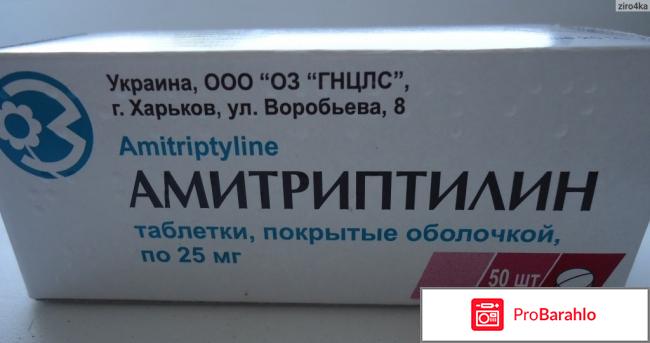 ziro4ka
Украина, ООО "ОЗ "ГНЦЛС",
г. Харьков, ул. Воробьева, 8
Amitriptyline
АМИТРИПТИЛИН
таблетки, покрытые оболочкой,
по 25 мг
50 шт
ProBarahlo